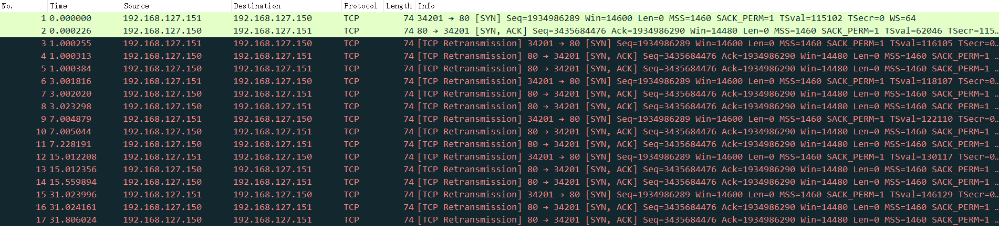 No. Time Source Destination Protocol Length Info
1 0.000000 192.168.127.151 192.168.127.150 TCP 74 34201 → 80 [SYN] Seq=1934986289 Win=14600 Len=0 MSS=1460 SACK_PERM=1 TSval=115102 TSecr=0 WS=64
2 0.000226 192.168.127.150 192.168.127.151 TCP 74 80 → 34201 [SYN, ACK] Seq=3435684476 Ack=1934986290 Win=14480 Len=0 MSS=1460 SACK_PERM=1 TSval=62046 TSecr=115…
3 1.000255 192.168.127.151 192.168.127.150 TCP 74 [TCP Retransmission] 34201 → 80 [SYN] Seq=1934986289 Win=14600 Len=0 MSS=1460 SACK_PERM=1 TSval=116105 TSecr=0…
4 1.000313 192.168.127.150 192.168.127.151 TCP 74 [TCP Retransmission] 80 → 34201 [SYN, ACK] Seq=3435684476 Ack=1934986290 Win=14480 Len=0 MSS=1460 SACK_PERM=1 …
5 1.000384 192.168.127.150 192.168.127.151 TCP 74 [TCP Retransmission] 80 → 34201 [SYN, ACK] Seq=3435684476 Ack=1934986290 Win=14480 Len=0 MSS=1460 SACK_PERM=1 …
6 3.001816 192.168.127.151 192.168.127.150 TCP 74 [TCP Retransmission] 34201 → 80 [SYN] Seq=1934986289 Win=14600 Len=0 MSS=1460 SACK_PERM=1 TSval=118107 TSecr=0…
7 3.002020 192.168.127.150 192.168.127.151 TCP 74 [TCP Retransmission] 80 → 34201 [SYN, ACK] Seq=3435684476 Ack=1934986290 Win=14480 Len=0 MSS=1460 SACK_PERM=1 …
8 3.023298 192.168.127.150 192.168.127.151 TCP 74 [TCP Retransmission] 80 → 34201 [SYN, ACK] Seq=3435684476 Ack=1934986290 Win=14480 Len=0 MSS=1460 SACK_PERM=1 …
9 7.004879 192.168.127.151 192.168.127.150 TCP 74 [TCP Retransmission] 34201 → 80 [SYN] Seq=1934986289 Win=14600 Len=0 MSS=1460 SACK_PERM=1 TSval=122110 TSecr=0…
10 7.005044 192.168.127.150 192.168.127.151 TCP 74 [TCP Retransmission] 80 → 34201 [SYN, ACK] Seq=3435684476 Ack=1934986290 Win=14480 Len=0 MSS=1460 SACK_PERM=1 …
11 7.228191 192.168.127.150 192.168.127.151 TCP 74 [TCP Retransmission] 80 → 34201 [SYN, ACK] Seq=3435684476 Ack=1934986290 Win=14480 Len=0 MSS=1460 SACK_PERM=1 …
12 15.012208 192.168.127.151 192.168.127.150 TCP 74 [TCP Retransmission] 34201 → 80 [SYN] Seq=1934986289 Win=14600 Len=0 MSS=1460 SACK_PERM=1 TSval=130117 TSecr=0…
13 15.012356 192.168.127.150 192.168.127.151 TCP 74 [TCP Retransmission] 80 → 34201 [SYN, ACK] Seq=3435684476 Ack=1934986290 Win=14480 Len=0 MSS=1460 SACK_PERM=1 …
14 15.559894 192.168.127.150 192.168.127.151 TCP 74 [TCP Retransmission] 80 → 34201 [SYN, ACK] Seq=3435684476 Ack=1934986290 Win=14480 Len=0 MSS=1460 SACK_PERM=1 …
15 31.023996 192.168.127.151 192.168.127.150 TCP 74 [TCP Retransmission] 34201 → 80 [SYN] Seq=1934986289 Win=14600 Len=0 MSS=1460 SACK_PERM=1 TSval=146129 TSecr=0…
16 31.024161 192.168.127.150 192.168.127.151 TCP 74 [TCP Retransmission] 80 → 34201 [SYN, ACK] Seq=3435684476 Ack=1934986290 Win=14480 Len=0 MSS=1460 SACK_PERM=1 …
17 31.806024 192.168.127.150 192.168.127.151 TCP 74 [TCP Retransmission] 80 → 34201 [SYN, ACK] Seq=3435684476 Ack=1934986290 Win=14480 Len=0 MSS=1460 SACK_PERM=1 …